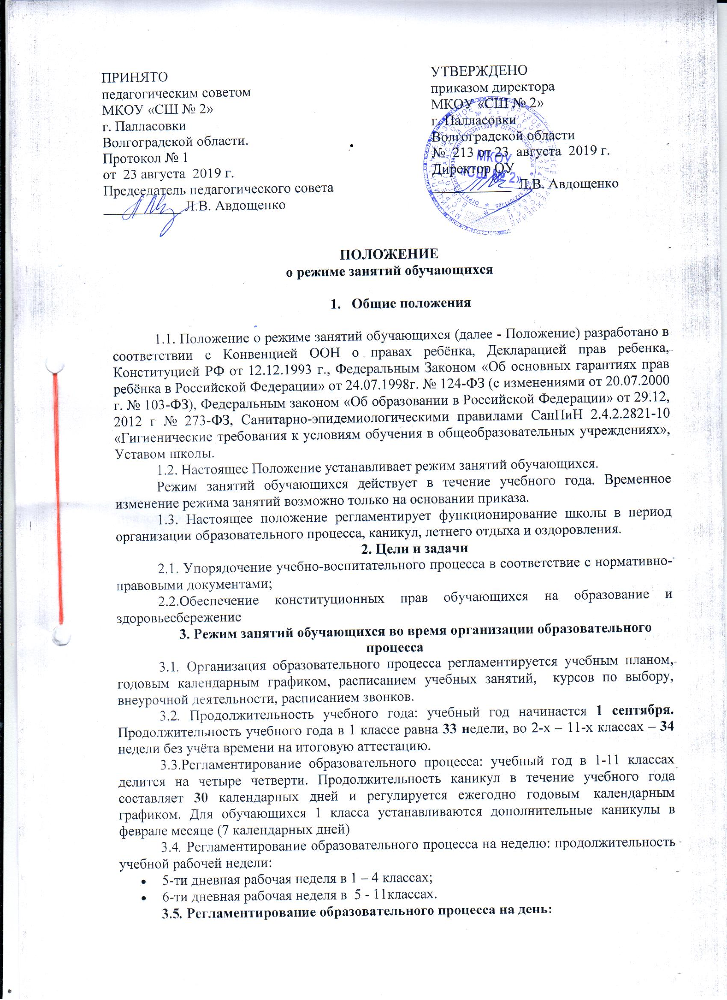 ПРИНЯТО
педагогическим советом
МКОУ «СШ № 2»
г. Палласовки
Волгоградской области.
Протокол № 1
от 23 августа 2019 г.
Председатель педагогического совета
____________Л.В. Авдощенко
УТВЕРЖДЕНО
приказом директора
МКОУ «СШ № 2»
г. Палласовки
Волгоградской области
№ 213 от 23 августа 2019 г.
Директор ОУ
____________ Л.В. Авдощенко
МКОУ
«СШ № 2»
ПОЛОЖЕНИЕ
о режиме занятий обучающихся
1. Общие положения
1.1. Положение о режиме занятий обучающихся (далее - Положение) разработано в
соответствии с Конвенцией ООН о правах ребёнка, Декларацией прав ребенка,
Конституцией РФ от 12.12.1993 г., Федеральным Законом «Об основных гарантиях прав
ребёнка в Российской Федерации» от 24.07.1998г. № 124-ФЗ (с изменениями от 20.07.2000
г. № 103-ФЗ), Федеральным законом «Об образовании в Российской Федерации» от 29.12,
2012 г № 273-ФЗ, Санитарно-эпидемиологическими правилами СанПиН 2.4.2.2821-10
«Гигиенические требования к условиям обучения в общеобразовательных учреждениях»,
Уставом школы.
1.2. Настоящее Положение устанавливает режим занятий обучающихся.
Режим занятий обучающихся действует в течение учебного года. Временное
изменение режима занятий возможно только на основании приказа.
1.3. Настоящее положение регламентирует функционирование школы в период
организации образовательного процесса, каникул, летнего отдыха и оздоровления.
2. Цели и задачи
2.1. Упорядочение учебно-воспитательного процесса в соответствие с нормативно-
правовыми документами;
2.2.Обеспечение конституционных прав обучающихся на образование и
здоровьесбережение
3. Режим занятий обучающихся во время организации образовательного
процесса
3.1. Организация образовательного процесса регламентируется учебным планом,
годовым календарным графиком, расписанием учебных занятий, курсов по выбору,
внеурочной деятельности, расписанием звонков.
3.2. Продолжительность учебного года: учебный год начинается 1 сентября.
Продолжительность учебного года в 1 классе равна 33 недели, во 2-х – 11-х классах – 34
недели без учёта времени на итоговую аттестацию.
3.3.Регламентирование образовательного процесса: учебный год в 1-11 классах
делится на четыре четверти. Продолжительность каникул в течение учебного года
составляет 30 календарных дней и регулируется ежегодно годовым календарным
графиком. Для обучающихся 1 класса устанавливаются дополнительные каникулы в
феврале месяце (7 календарных дней)
3.4. Регламентирование образовательного процесса на неделю: продолжительность
учебной рабочей недели:
• 5-ти дневная рабочая неделя в 1 – 4 классах;
• 6-ти дневная рабочая неделя в 5 - 11классах.
3.5. Регламентирование образовательного процесса на день: